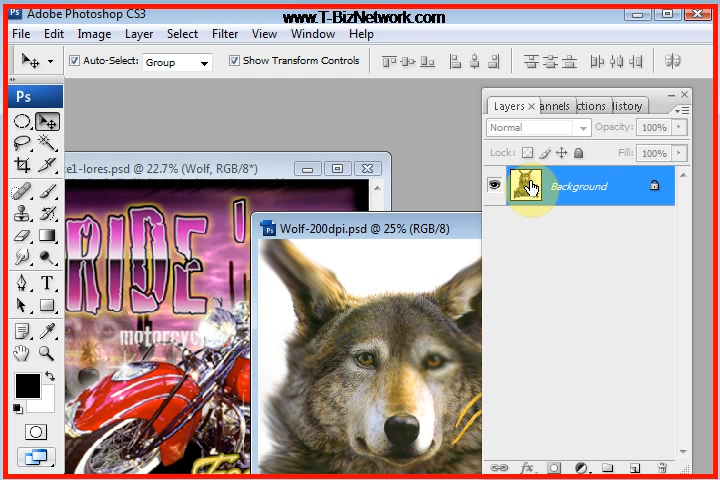 Adobe Photoshop CS3
www.T-BizNetwork.com
File Edit Image Layer Select Filter View Window Help
Auto-Select: Group Show Transform Controls
Ps
Layers annels ctions History
Normal Opacity: 100%
Lock: Fill: 100%
Background
e1-lores.psd @ 22.7% (Wolf, RGB/8*)
Wolf-200dpi.psd @ 25% (RGB/8)
RIDE
motorcyc